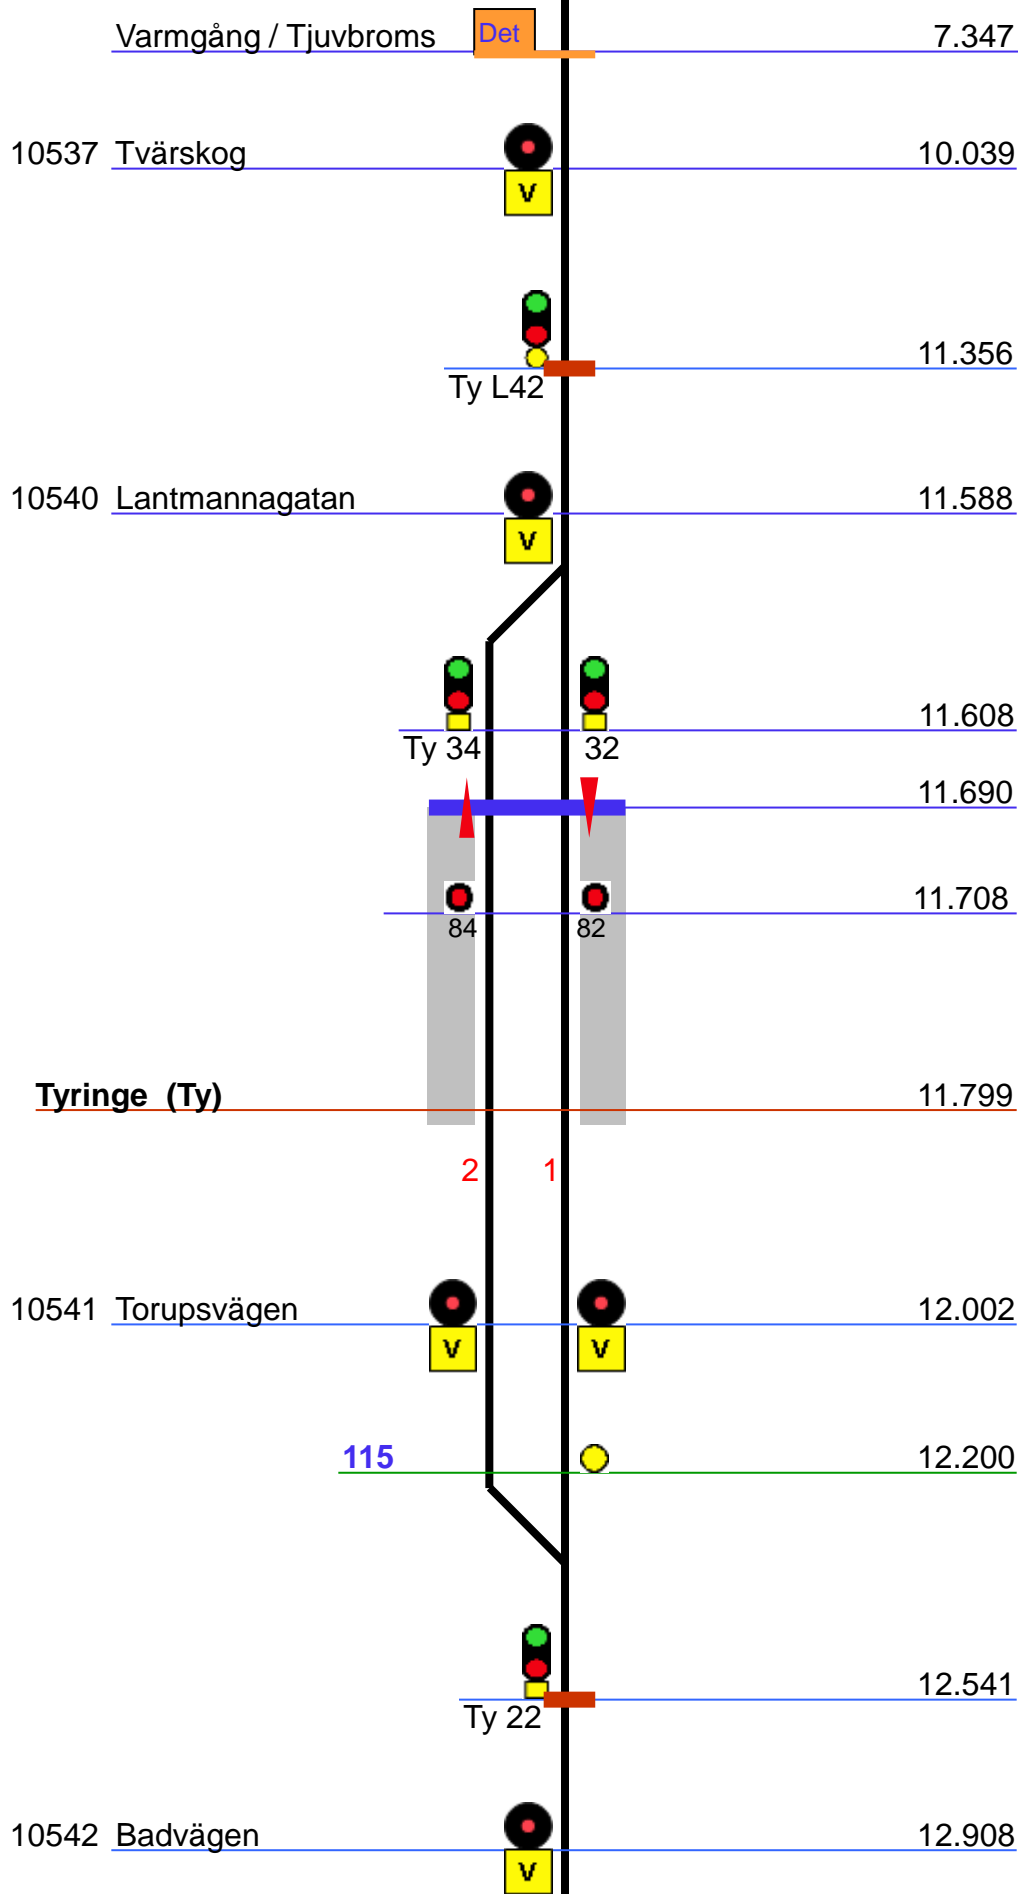 Varmgång / Tjuvbroms Det 7.347
10537 Tvärskog 10.039
V
11.356
Ty L42
10540 Lantmannagatan 11.588
V
11.608
Ty 34 32
11.690
11.708
84 82
Tyringe (Ty) 11.799
2 1
10541 Torupsvägen 12.002
V V
115 12.200
12.541
Ty 22
10542 Badvägen 12.908
V